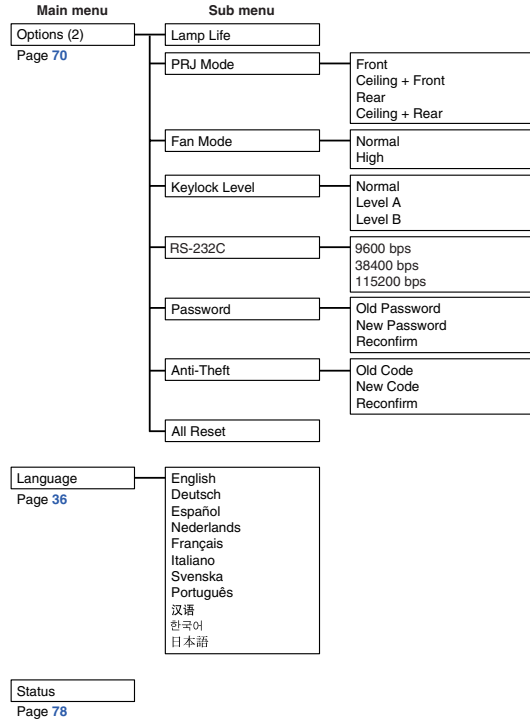 Main menu
Sub menu
Options (2)
Page 70
Lamp Life
PRJ Mode
Front
Ceiling + Front
Rear
Ceiling + Rear
Fan Mode
Normal
High
Keylock Level
Normal
Level A
Level B
RS-232C
9600 bps
38400 bps
115200 bps
Password
Old Password
New Password
Reconfirm
Anti-Theft
Old Code
New Code
Reconfirm
All Reset
Language
Page 36
English
Deutsch
Español
Nederlands
Français
Italiano
Svenska
Português
汉语
한국어
日本語
Status
Page 78